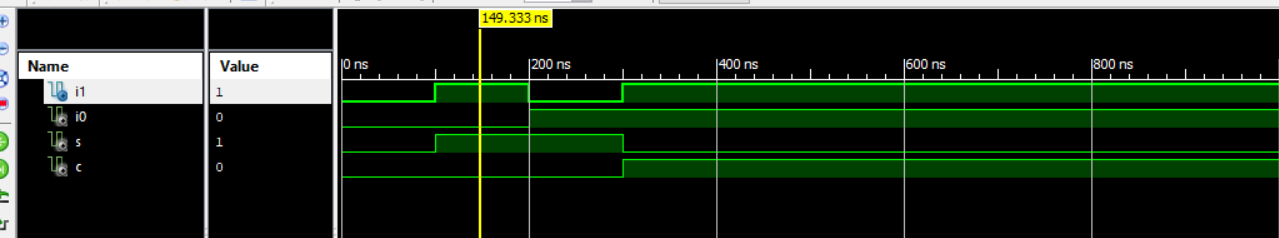 149.333 ns
Name Value 0 ns 200 ns 400 ns 600 ns 800 ns
i1 1
i0 0
s 1
c 0